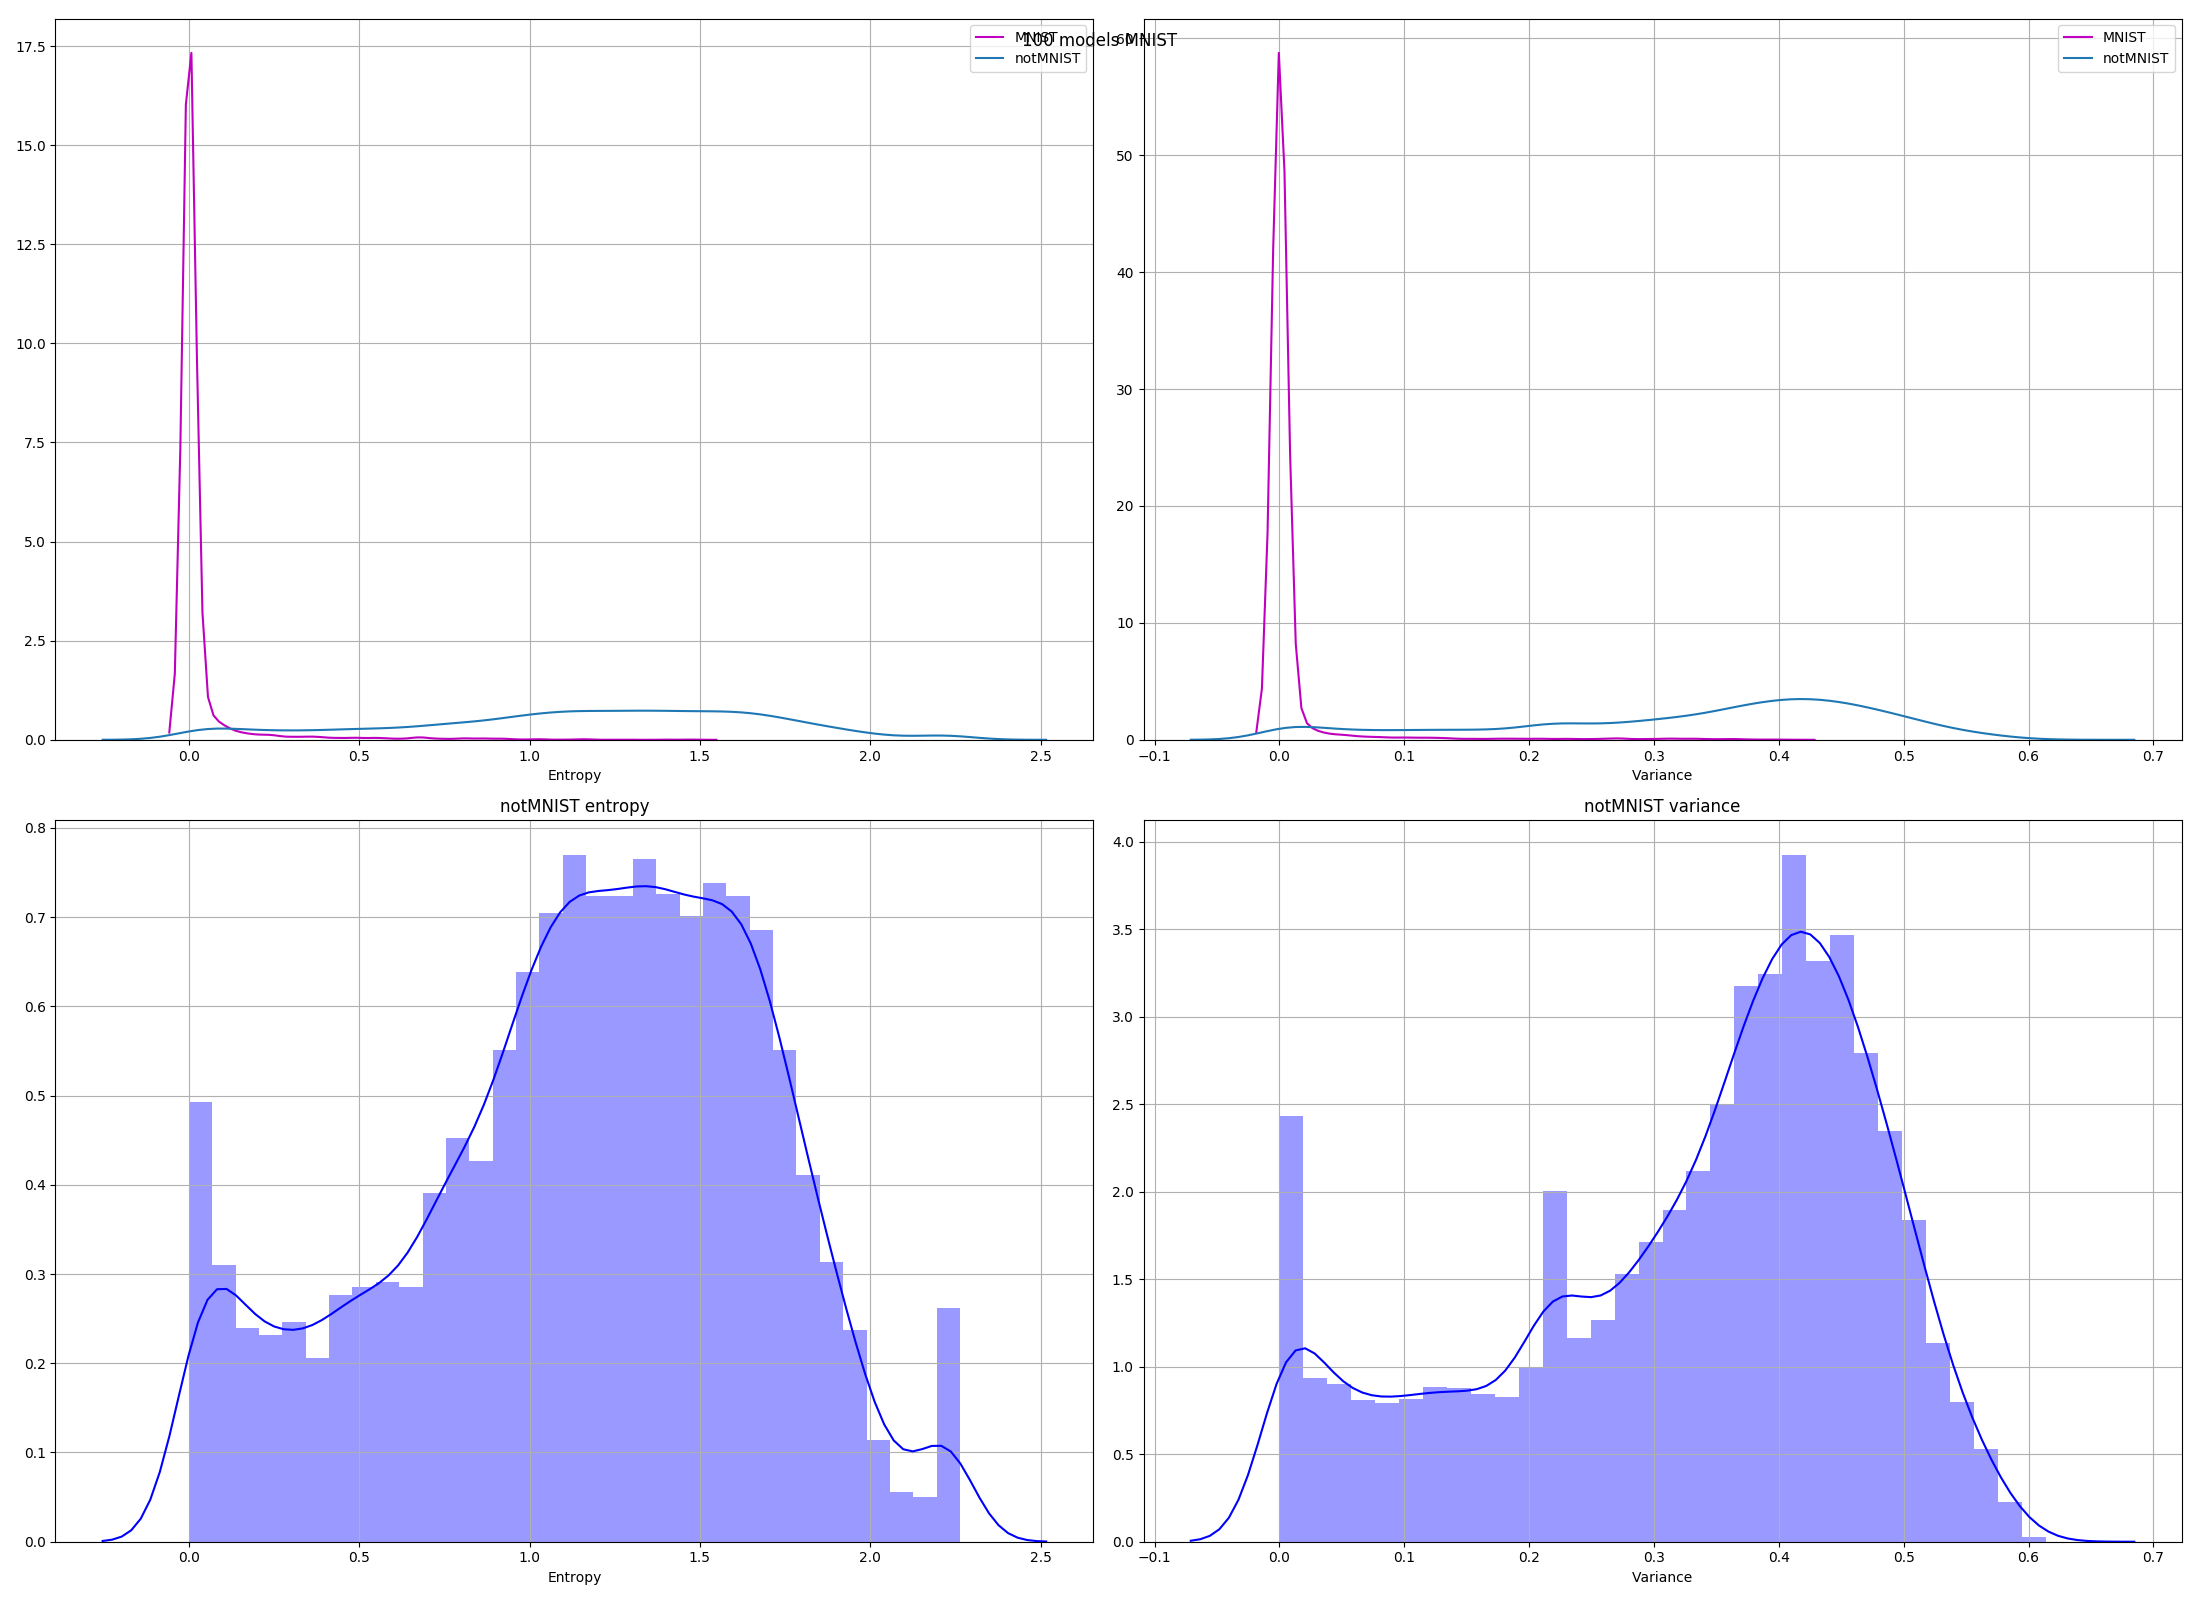 100 models MNIST
17.5
15.0
12.5
10.0
7.5
5.0
2.5
0.0
MNIST
notMNIST
0.0 0.5 1.0 1.5 2.0 2.5
Entropy
60
50
40
30
20
10
0
MNIST
notMNIST
−0.1 0.0 0.1 0.2 0.3 0.4 0.5 0.6 0.7
Variance
notMNIST entropy
0.8
0.7
0.6
0.5
0.4
0.3
0.2
0.1
0.0
0.0 0.5 1.0 1.5 2.0 2.5
Entropy
notMNIST variance
4.0
3.5
3.0
2.5
2.0
1.5
1.0
0.5
0.0
−0.1 0.0 0.1 0.2 0.3 0.4 0.5 0.6 0.7
Variance